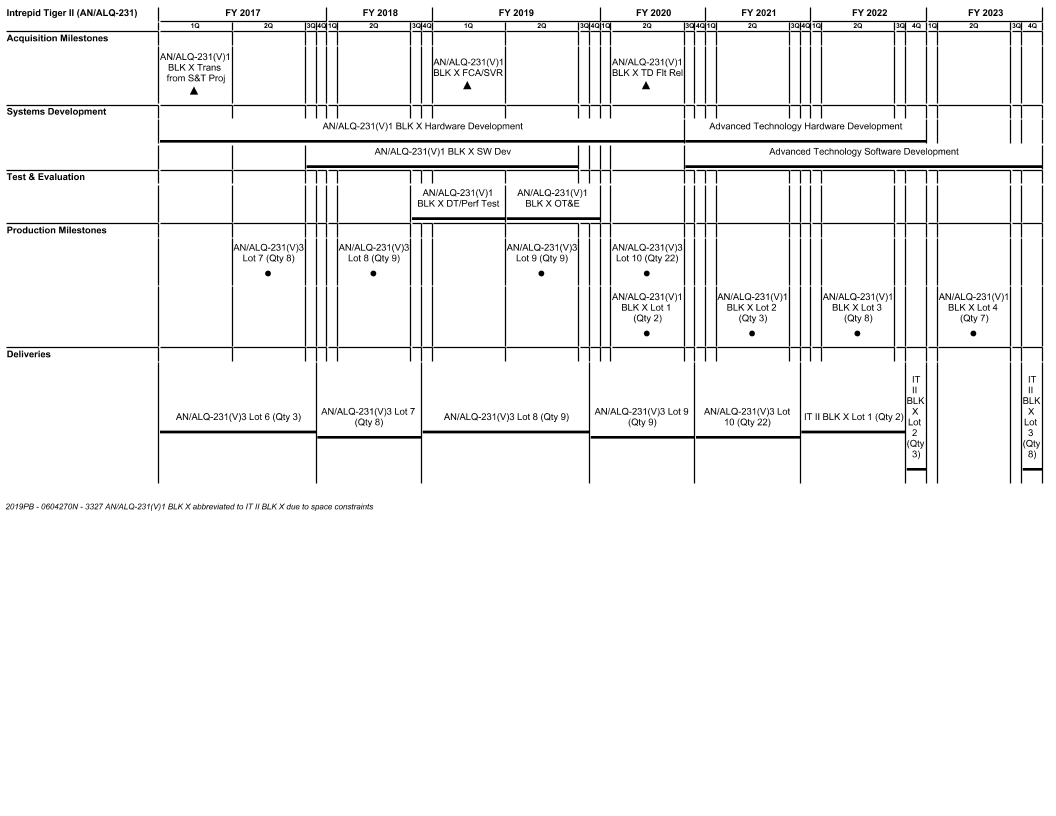 Intrepid Tiger II (AN/ALQ-231) FY 2017 FY 2018 FY 2019 FY 2020 FY 2021 FY 2022 FY 2023
1Q 2Q 3Q 4Q 1Q 2Q 3Q 4Q 1Q 2Q 3Q 4Q 1Q 2Q 3Q 4Q 1Q 2Q 3Q 4Q 1Q 2Q 3Q 4Q 1Q 2Q 3Q 4Q
Acquisition Milestones
AN/ALQ-231(V)1
BLK X Trans
from S&T Proj
AN/ALQ-231(V)1
BLK X FCA/SVR
AN/ALQ-231(V)1
BLK X TD Flt Rel
Systems Development
AN/ALQ-231(V)1 BLK X Hardware Development
Advanced Technology Hardware Development
AN/ALQ-231(V)1 BLK X SW Dev
Advanced Technology Software Development
Test & Evaluation
AN/ALQ-231(V)1
BLK X DT/Perf Test
AN/ALQ-231(V)1
BLK X OT&E
Production Milestones
AN/ALQ-231(V)3
Lot 7 (Qty 8)
AN/ALQ-231(V)3
Lot 8 (Qty 9)
AN/ALQ-231(V)3
Lot 9 (Qty 9)
AN/ALQ-231(V)3
Lot 10 (Qty 22)
AN/ALQ-231(V)1
BLK X Lot 1
(Qty 2)
AN/ALQ-231(V)1
BLK X Lot 2
(Qty 3)
AN/ALQ-231(V)1
BLK X Lot 3
(Qty 8)
AN/ALQ-231(V)1
BLK X Lot 4
(Qty 7)
Deliveries
AN/ALQ-231(V)3 Lot 6 (Qty 3)
AN/ALQ-231(V)3 Lot 7
(Qty 8)
AN/ALQ-231(V)3 Lot 8 (Qty 9)
AN/ALQ-231(V)3 Lot 9
(Qty 9)
AN/ALQ-231(V)3 Lot
10 (Qty 22)
IT II BLK X Lot 1 (Qty 2)
IT
II
BLK
X
Lot
2
(Qty
3)
IT
II
BLK
X
Lot
3
(Qty
8)
2019PB - 0604270N - 3327 AN/ALQ-231(V)1 BLK X abbreviated to IT II BLK X due to space constraints